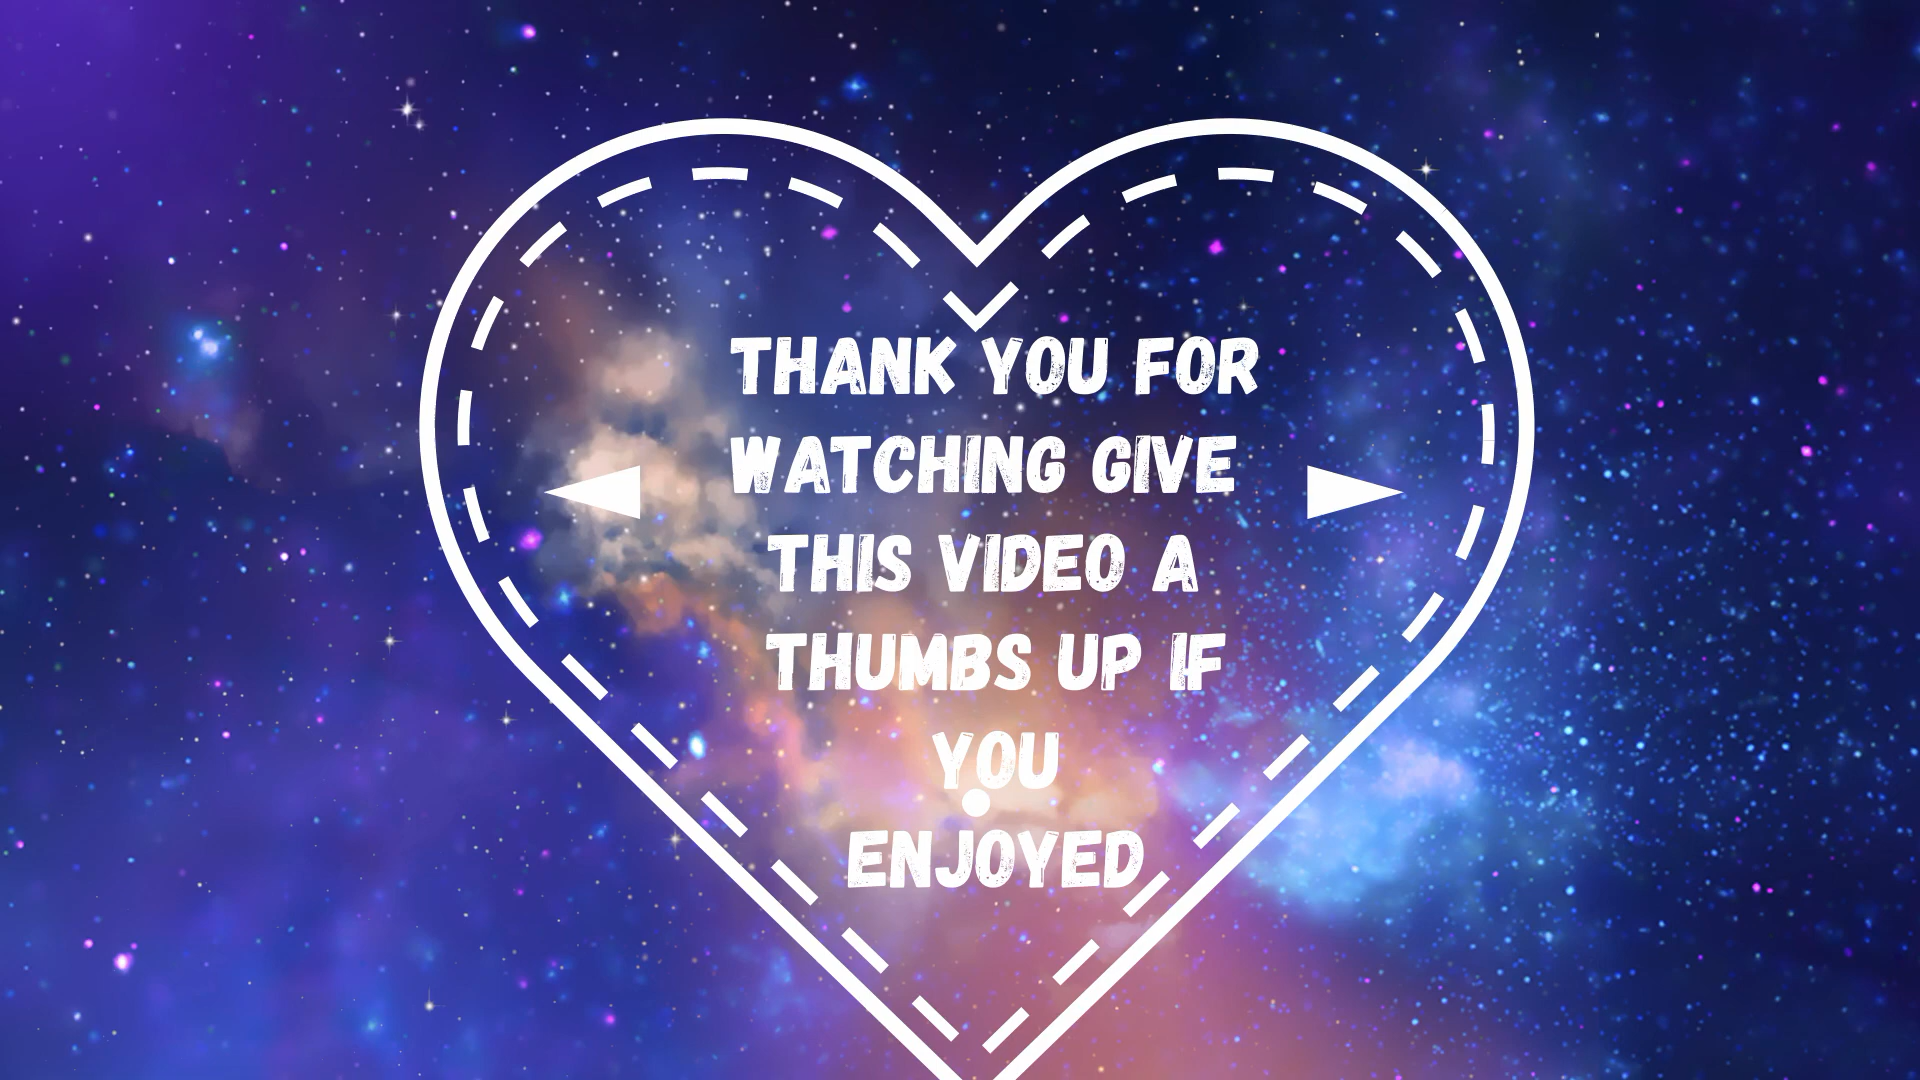 THANK YOU FOR
WATCHING GIVE
THIS VIDEO A
THUMBS UP IF
YOU
ENJOYED